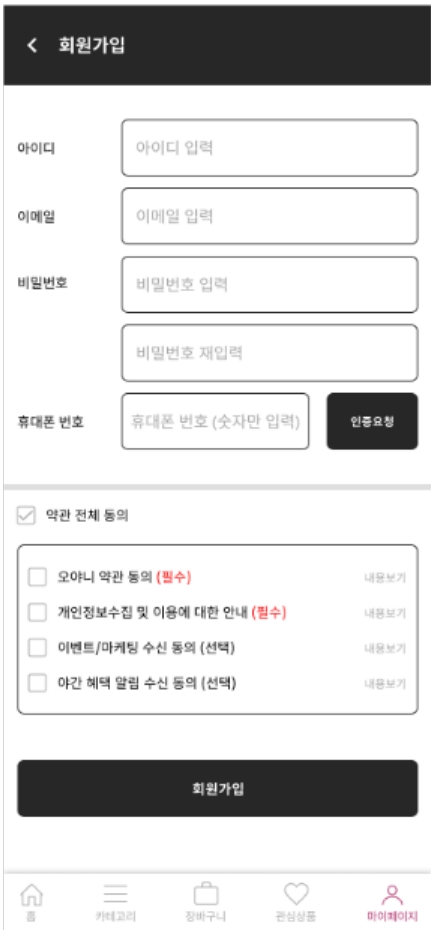 회원가입
아이디 아이디 입력
이메일 이메일 입력
비밀번호 비밀번호 입력
비밀번호 재입력
휴대폰 번호 휴대폰 번호 (숫자만 입력) 인증요청
약관 전체 동의
오야니 약관 동의 (필수) 내용보기
개인정보수집 및 이용에 대한 안내 (필수) 내용보기
이벤트/마케팅 수신 동의 (선택) 내용보기
야간 혜택 알림 수신 동의 (선택) 내용보기
회원가입
홈 카테고리 장바구니 관심상품 마이페이지